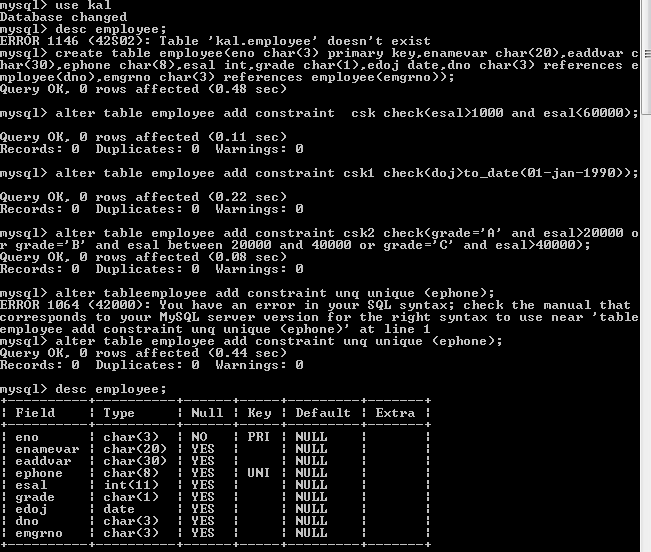 mysql> use kal
Database changed
mysql> desc employee;
ERROR 1146 (42S02): Table 'kal.employee' doesn't exist
mysql> create table employee(eno char(3) primary key,enamevar char(20),eaddvar c
har(30),ephone char(8),esal int,grade char(1),edoj date,dno char(3) references e
mployee(dno),emgrno char(3) references employee(emgrno));
Query OK, 0 rows affected (0.48 sec)
mysql> alter table employee add constraint  csk check(esal>1000 and esal<60000);
Query OK, 0 rows affected (0.11 sec)
Records: 0  Duplicates: 0  Warnings: 0
mysql> alter table employee add constraint csk1 check(doj>to_date(01-jan-1990));
Query OK, 0 rows affected (0.22 sec)
Records: 0  Duplicates: 0  Warnings: 0
mysql> alter table employee add constraint csk2 check(grade='A' and esal>20000 o
r grade='B' and esal between 20000 and 40000 or grade='C' and esal>40000);
Query OK, 0 rows affected (0.08 sec)
Records: 0  Duplicates: 0  Warnings: 0
mysql> alter tableemployee add constraint unq unique (ephone);
ERROR 1064 (42000): You have an error in your SQL syntax; check the manual that
corresponds to your MySQL server version for the right syntax to use near 'table
employee add constraint unq unique (ephone)' at line 1
mysql> alter table employee add constraint unq unique (ephone);
Query OK, 0 rows affected (0.44 sec)
Records: 0  Duplicates: 0  Warnings: 0
mysql> desc employee;
+----------+----------+------+-----+---------+-------+
| Field    | Type     | Null | Key | Default | Extra |
+----------+----------+------+-----+---------+-------+
| eno      | char(3)  | NO   | PRI | NULL    |       |
| enamevar | char(20) | YES  |     | NULL    |       |
| eaddvar  | char(30) | YES  |     | NULL    |       |
| ephone   | char(8)  | YES  | UNI | NULL    |       |
| esal     | int(11)  | YES  |     | NULL    |       |
| grade    | char(1)  | YES  |     | NULL    |       |
| edoj     | date     | YES  |     | NULL    |       |
| dno      | char(3)  | YES  |     | NULL    |       |
| emgrno   | char(3)  | YES  |     | NULL    |       |
+----------+----------+------+-----+---------+-------+